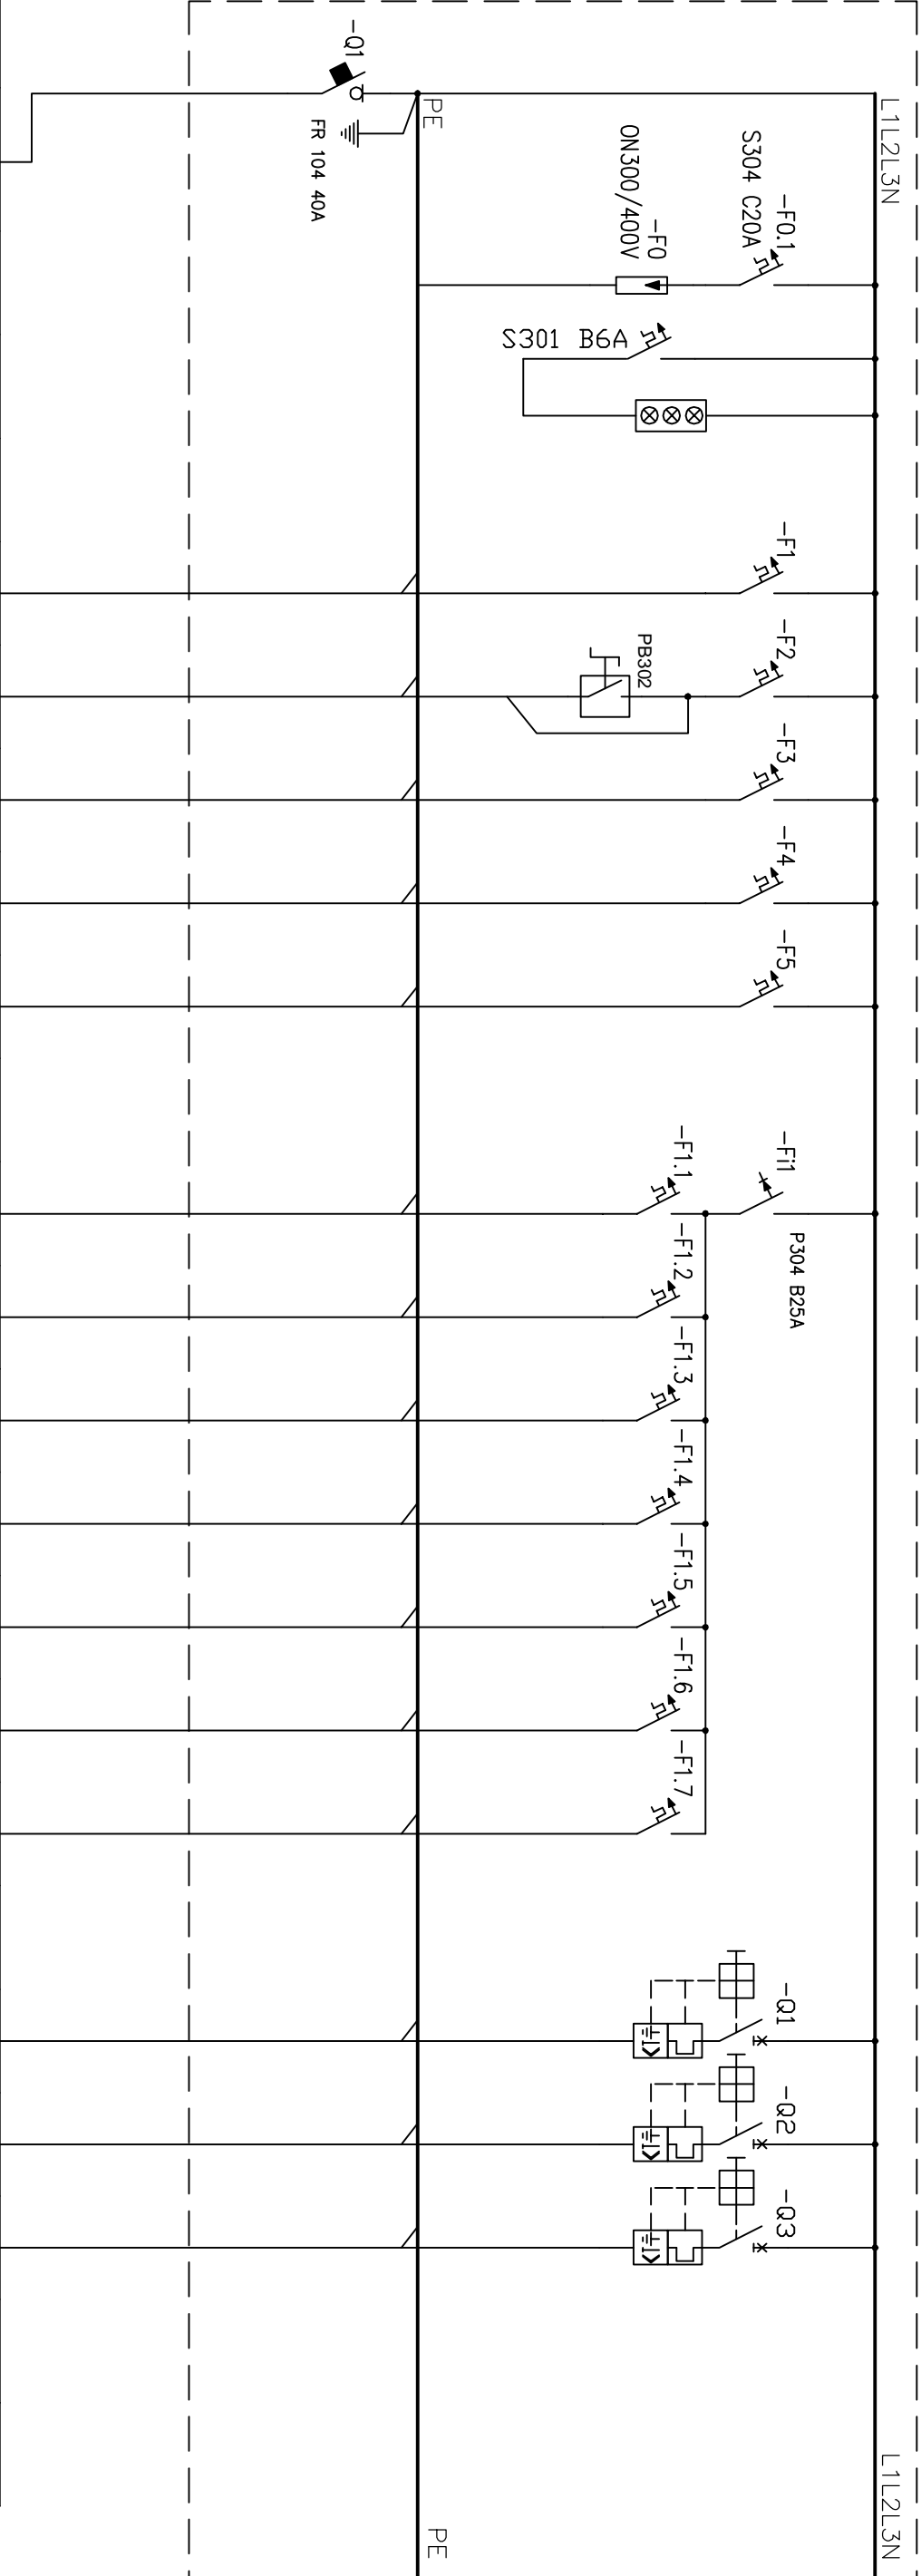 L1L2L3N
L1L2L3N
PE
PE
-Q1
FR 104 40A
-F0.1
S304 C20A
-F0
ON300/400V
S301 B6A
-F1
-F2
PB302
-F3
-F4
-F5
-Fi1
P304 B25A
-F1.1
-F1.2
-F1.3
-F1.4
-F1.5
-F1.6
-F1.7
-Q1
-Q2
-Q3